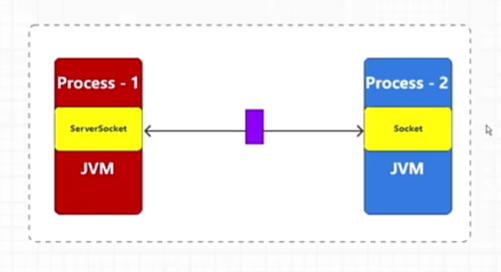 Process - 1
ServerSocket
JVM
Process - 2
Socket
JVM